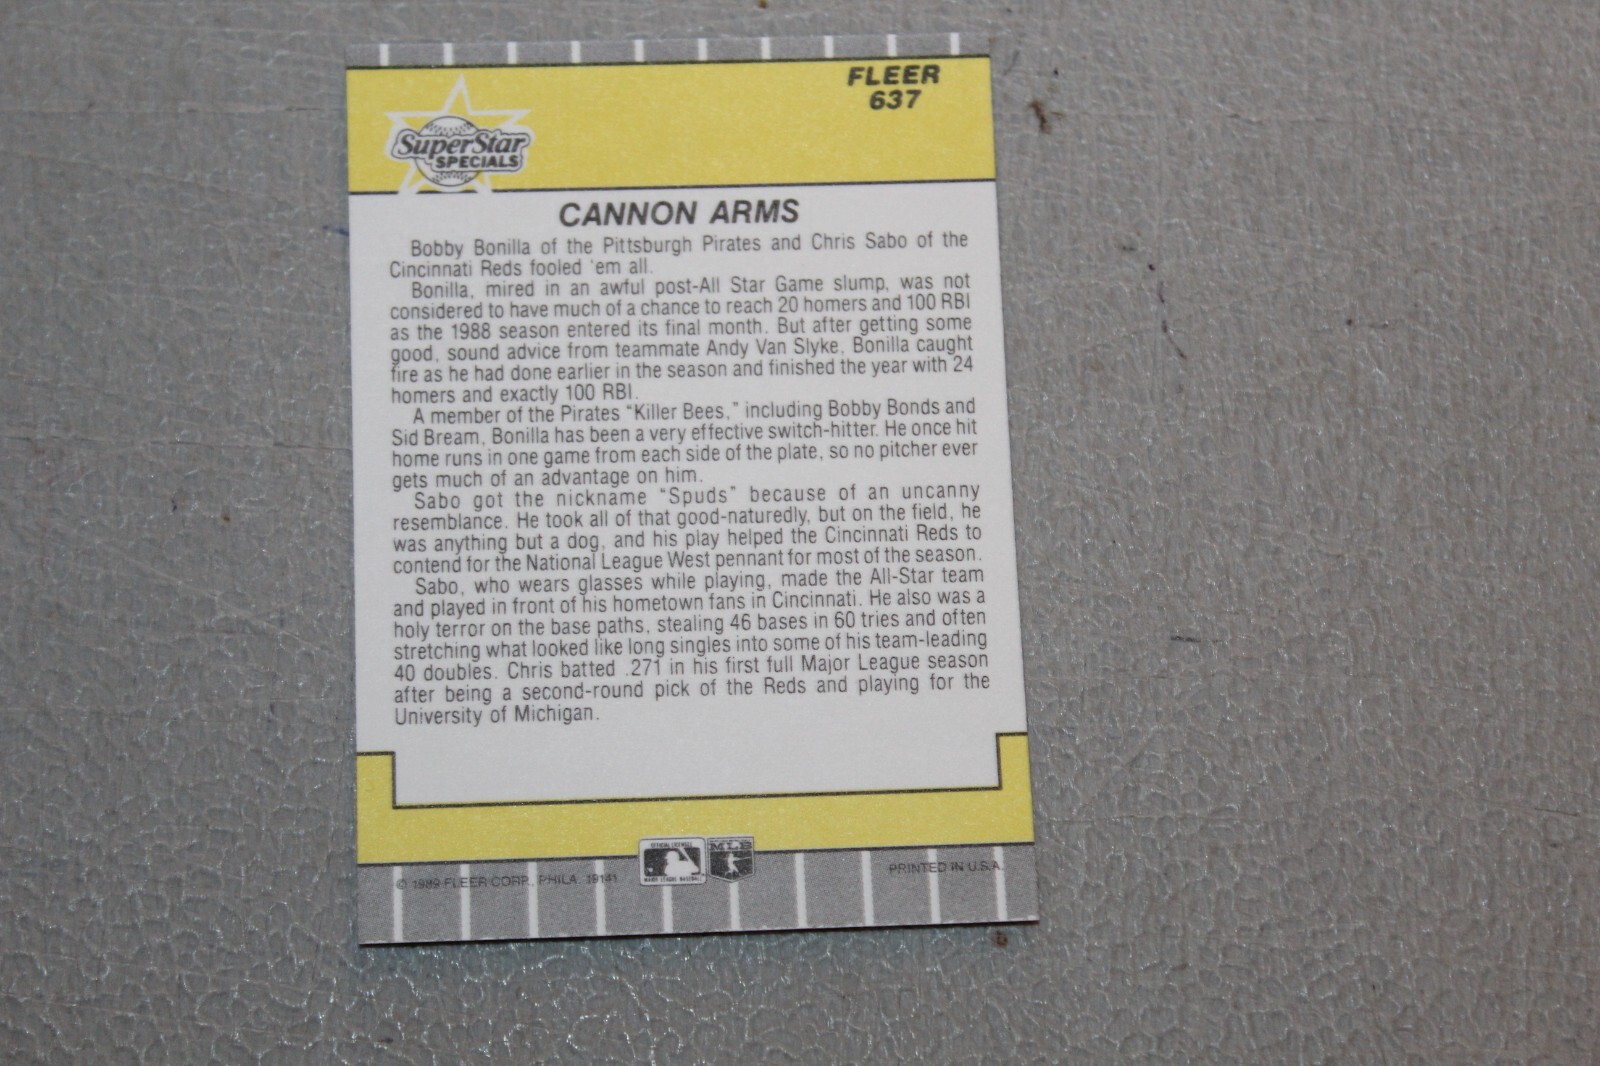 FLEER
637
SuperStar
SPECIALS
CANNON ARMS
Bobby Bonilla of the Pittsburgh Pirates and Chris Sabo of the
Cincinnati Reds fooled 'em all.
Bonilla, mired in an awful post-All Star Game slump, was not
considered to have much of a chance to reach 20 homers and 100 RBI
as the 1988 season entered its final month. But after getting some
good, sound advice from teammate Andy Van Slyke, Bonilla caught
fire as he had done earlier in the season and finished the year with 24
homers and exactly 100 RBI.
A member of the Pirates "Killer Bees," including Bobby Bonds and
Sid Bream, Bonilla has been a very effective switch-hitter. He once hit
home runs in one game from each side of the plate, so no pitcher ever
gets much of an advantage on him.
Sabo got the nickname "Spuds" because of an uncanny
resemblance. He took all of that good-naturedly, but on the field, he
was anything but a dog, and his play helped the Cincinnati Reds to
contend for the National League West pennant for most of the season.
Sabo, who wears glasses while playing, made the All-Star team
and played in front of his hometown fans in Cincinnati. He also was a
holy terror on the base paths, stealing 46 bases in 60 tries and often
stretching what looked like long singles into some of his team-leading
40 doubles. Chris batted .271 in his first full Major League season
after being a second-round pick of the Reds and playing for the
University of Michigan.
© 1989 FLEER CORP., PHILA. 19141
OFFICIAL LICENSEE
MAJOR LEAGUE BASEBALL
MLB
PRINTED IN U.S.A.